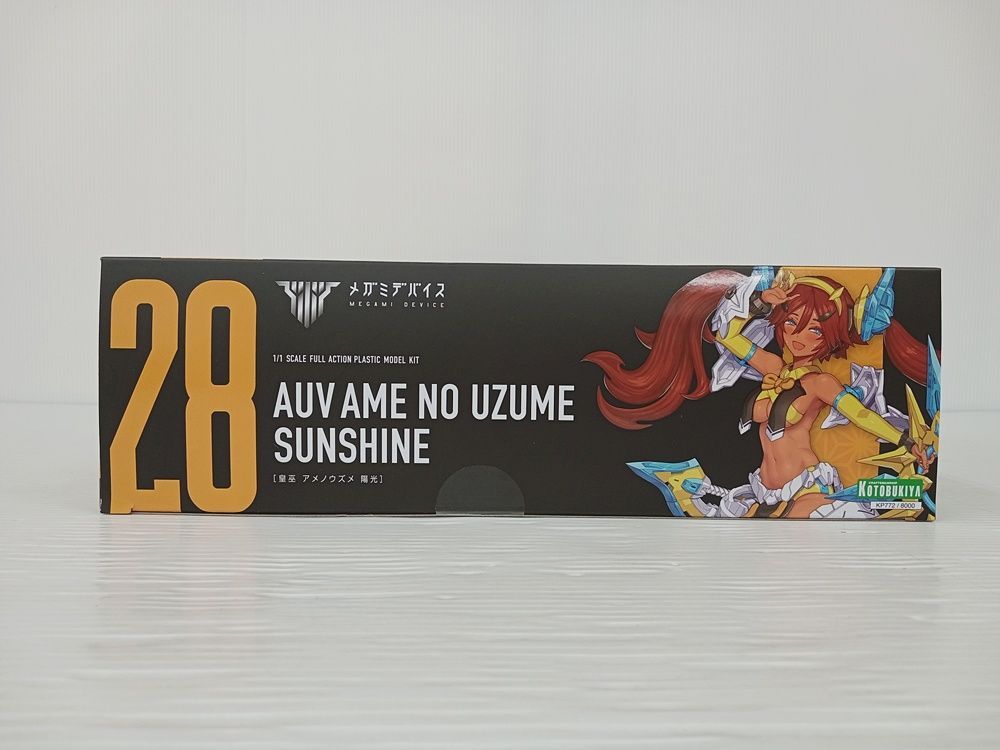 28
メガミデバイス
MEGAMI DEVICE
1/1 SCALE FULL ACTION PLASTIC MODEL KIT
AUV AME NO UZUME
SUNSHINE
[皇巫 アメノウズメ 陽光]
CRAFTSMANSHIP
KOTOBUKIYA
KP772 / 8000